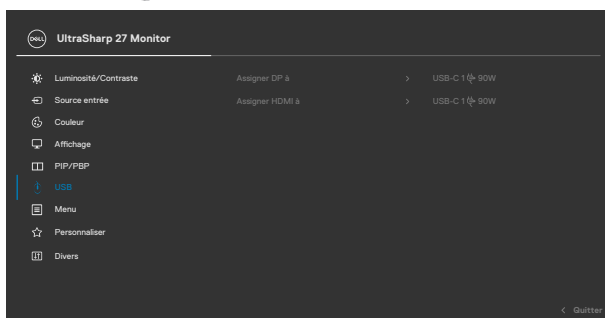 DELL UltraSharp 27 Monitor
Luminosité/Contraste Assigner DP à > USB-C 1 90W
Source entrée Assigner HDMI à > USB-C 1 90W
Couleur
Affichage
PIP/PBP
USB
Menu
Personnaliser
Divers
< Quitter